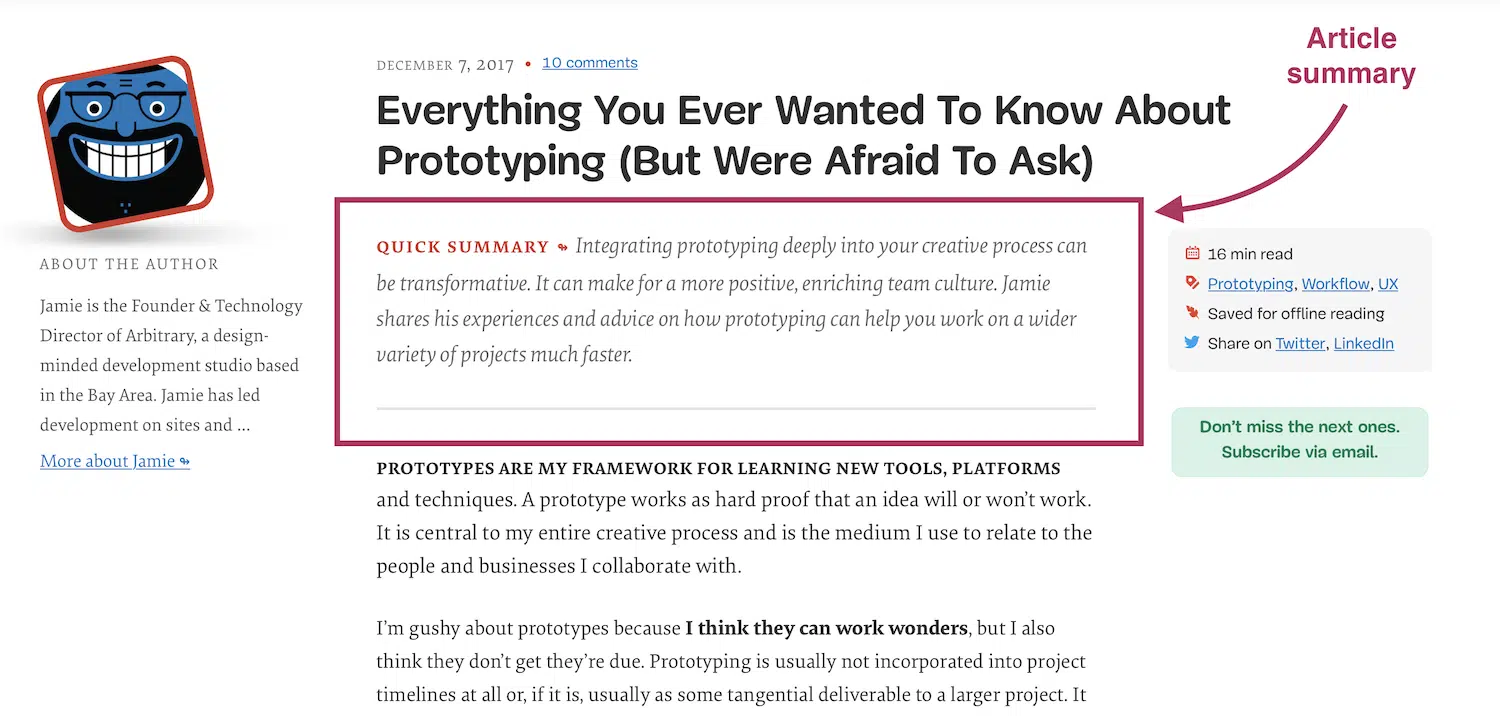 Article
summary
DECEMBER 7, 2017 • 10 comments
Everything You Ever Wanted To Know About
Prototyping (But Were Afraid To Ask)
ABOUT THE AUTHOR
Jamie is the Founder & Technology
Director of Arbitrary, a design-
minded development studio based
in the Bay Area. Jamie has led
development on sites and ...
More about Jamie ↬
QUICK SUMMARY ↬ Integrating prototyping deeply into your creative process can
be transformative. It can make for a more positive, enriching team culture. Jamie
shares his experiences and advice on how prototyping can help you work on a wider
variety of projects much faster.
16 min read
Prototyping, Workflow, UX
Saved for offline reading
Share on Twitter, LinkedIn
Don't miss the next ones.
Subscribe via email.
PROTOTYPES ARE MY FRAMEWORK FOR LEARNING NEW TOOLS, PLATFORMS
and techniques. A prototype works as hard proof that an idea will or won't work.
It is central to my entire creative process and is the medium I use to relate to the
people and businesses I collaborate with.
I'm gushy about prototypes because I think they can work wonders, but I also
think they don't get they're due. Prototyping is usually not incorporated into project
timelines at all or, if it is, usually as some tangential deliverable to a larger project. It